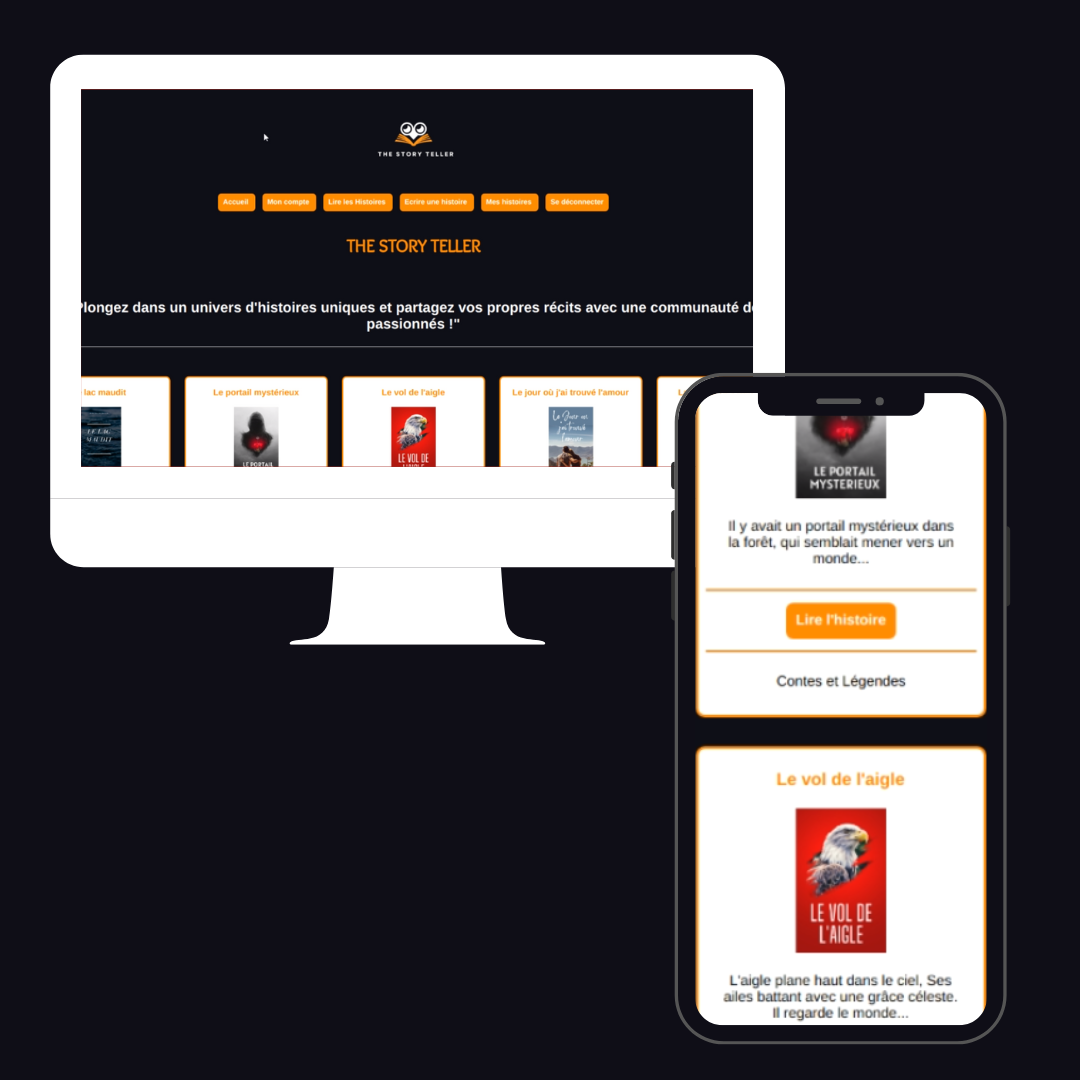 THE STORY TELLER
Accueil Mon compte Lire les Histoires Ecrire une histoire Mes histoires Se déconnecter
THE STORY TELLER
longez dans un univers d'histoires uniques et partagez vos propres récits avec une communauté de
passionnés !"
lac maudit Le portail mystérieux Le vol de l'aigle Le jour où j'ai trouvé l'amour
LE LAC
MAUDIT
LE PORTAIL
LE VOL DE
L'AIGLE
Le Jour où
j'ai trouvé
l'amour
LE PORTAIL
MYSTERIEUX
Il y avait un portail mystérieux dans
la forêt, qui semblait mener vers un
monde...
Lire l'histoire
Contes et Légendes
Le vol de l'aigle
LE VOL DE
L'AIGLE
L'aigle plane haut dans le ciel, Ses
ailes battant avec une grâce céleste.
Il regarde le monde...